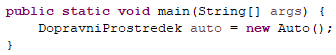 public static void main(String[] args) {
    DopravniProstredek auto = new Auto();
}